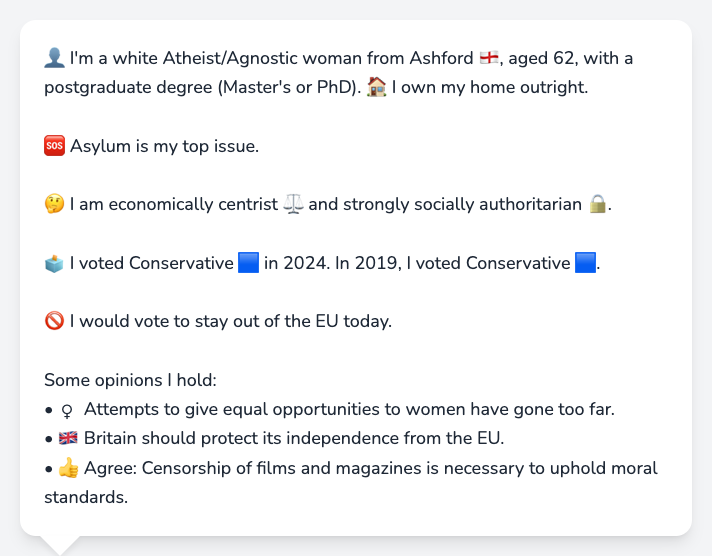 👤 I'm a white Atheist/Agnostic woman from Ashford 🏴󠁧󠁢󠁥󠁮󠁧󠁿, aged 62, with a
postgraduate degree (Master's or PhD). 🏠 I own my home outright.
🆘 Asylum is my top issue.
🤔 I am economically centrist ⚖️ and strongly socially authoritarian 🔒.
🗳️ I voted Conservative 🟦 in 2024. In 2019, I voted Conservative 🟦.
🚫 I would vote to stay out of the EU today.
Some opinions I hold:
• ♀ Attempts to give equal opportunities to women have gone too far.
• 🇬🇧 Britain should protect its independence from the EU.
• 👍 Agree: Censorship of films and magazines is necessary to uphold moral
standards.